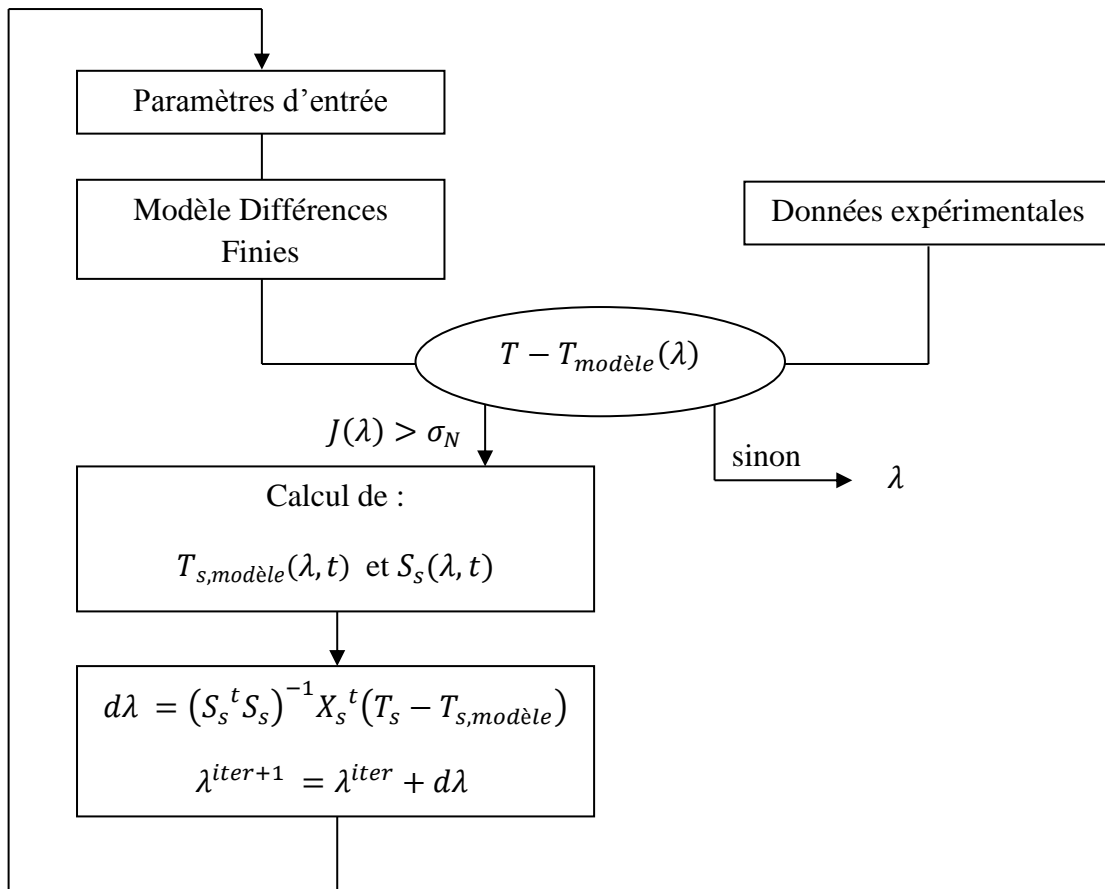 Paramètres d’entrée
Modèle Différences
Finies
Données expérimentales
𝑇 − 𝑇_{modèle}(𝜆)
𝐽(𝜆) > 𝜎_𝑁
sinon
𝜆
Calcul de :
𝑇_{s,modèle}(𝜆, 𝑡) et 𝑆_s(𝜆, 𝑡)
𝑑𝜆 = (𝑆_s^t 𝑆_s)^{−1} 𝑋_s^t (𝑇_s − 𝑇_{s,modèle})
𝜆^{iter+1} = 𝜆^{iter} + 𝑑𝜆